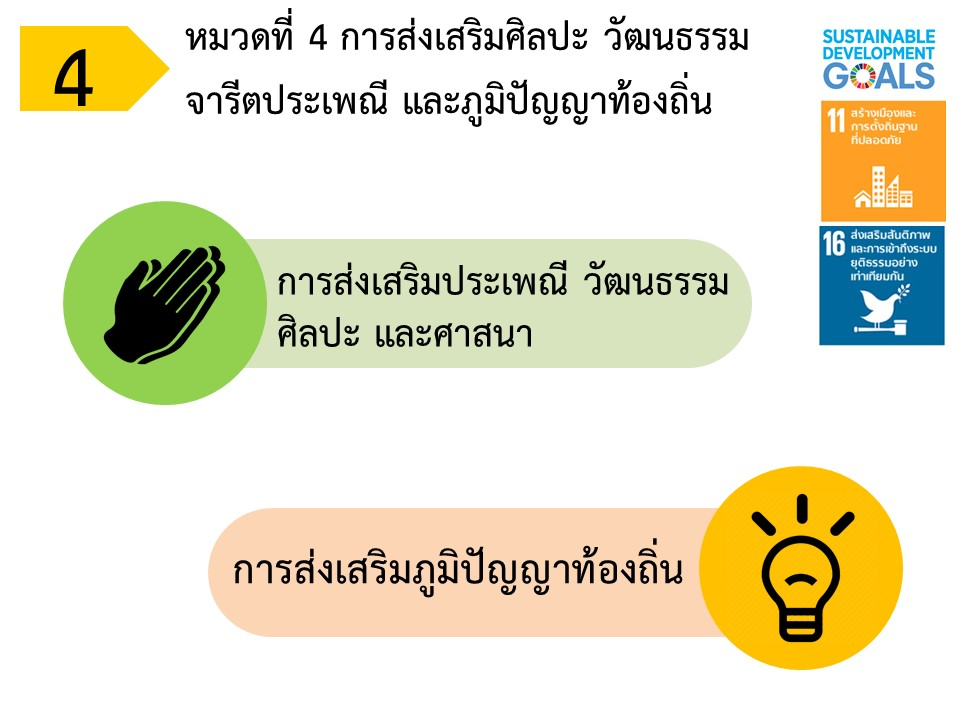 4
หมวดที่ 4 การส่งเสริมศิลปะ วัฒนธรรม
จารีตประเพณี และภูมิปัญญาท้องถิ่น
SUSTAINABLE
DEVELOPMENT
GOALS
11 สร้างเมืองและ
การตั้งถิ่นฐาน
ที่ปลอดภัย
16 ส่งเสริมสันติภาพ
และการเข้าถึงระบบ
ยุติธรรมอย่าง
เท่าเทียมกัน
การส่งเสริมประเพณี วัฒนธรรม
ศิลปะ และศาสนา
การส่งเสริมภูมิปัญญาท้องถิ่น